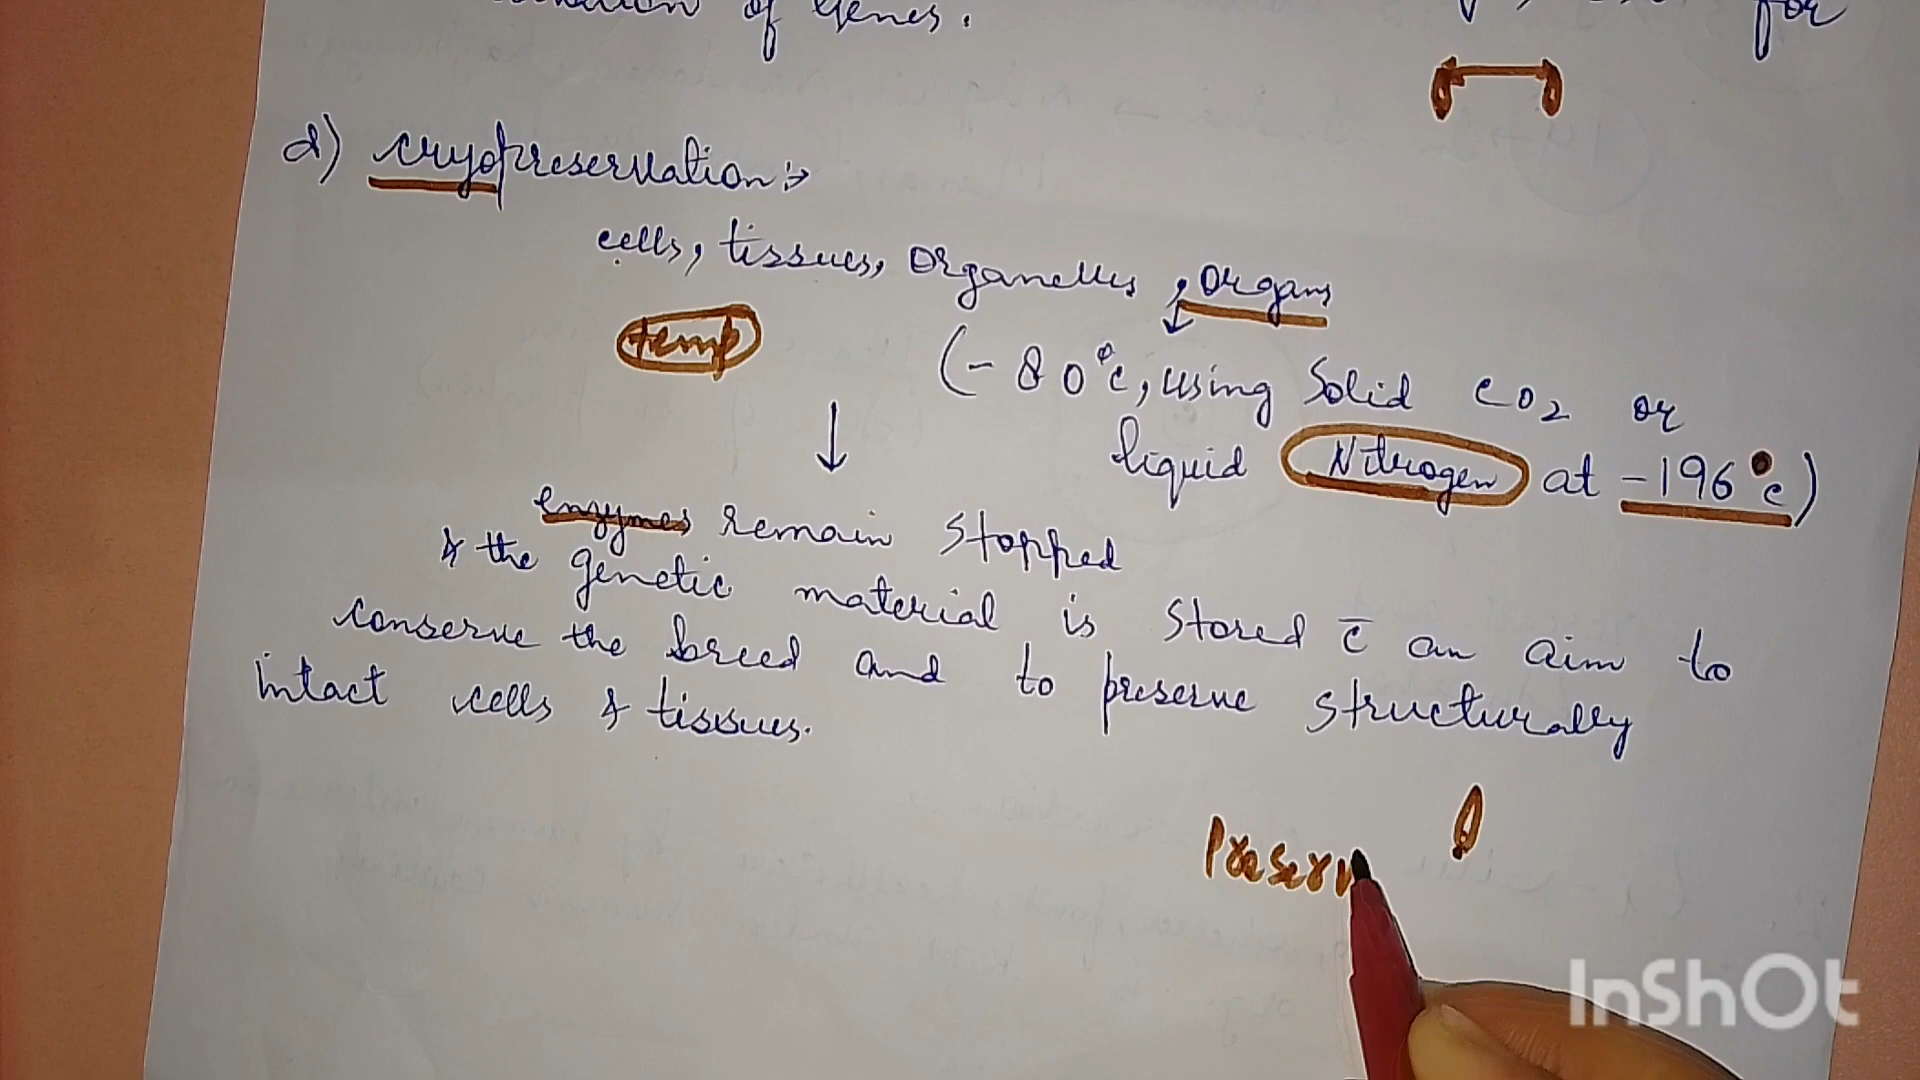 of Genes.
for
d) cryopreservation:→
cells, tissues, organelles, organs
temp
(-80°c, using Solid CO2 or
liquid Nitrogen at -196°c)
enzymes remain stopped
& the genetic material is stored c̄ an aim to
conserve the breed and to preserve structurally
intact cells & tissues.
Preserv
InShOt